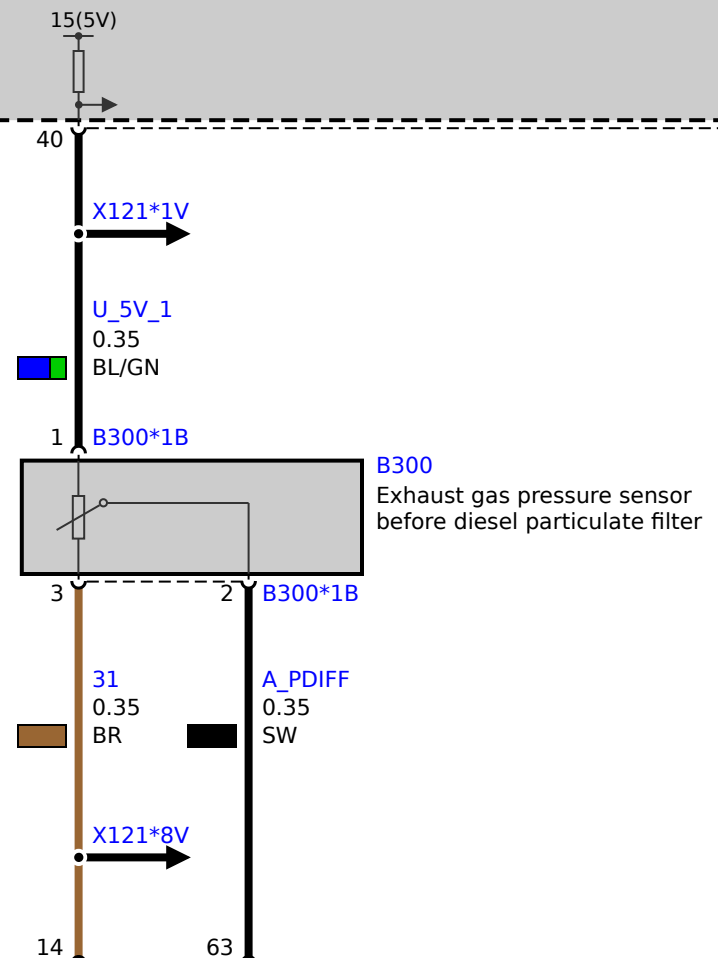 15(5V)
40
X121*1V
U_5V_1
0.35
BL/GN
1 B300*1B
B300
Exhaust gas pressure sensor
before diesel particulate filter
3 2 B300*1B
31 A_PDIFF
0.35 0.35
BR SW
X121*8V
14 63